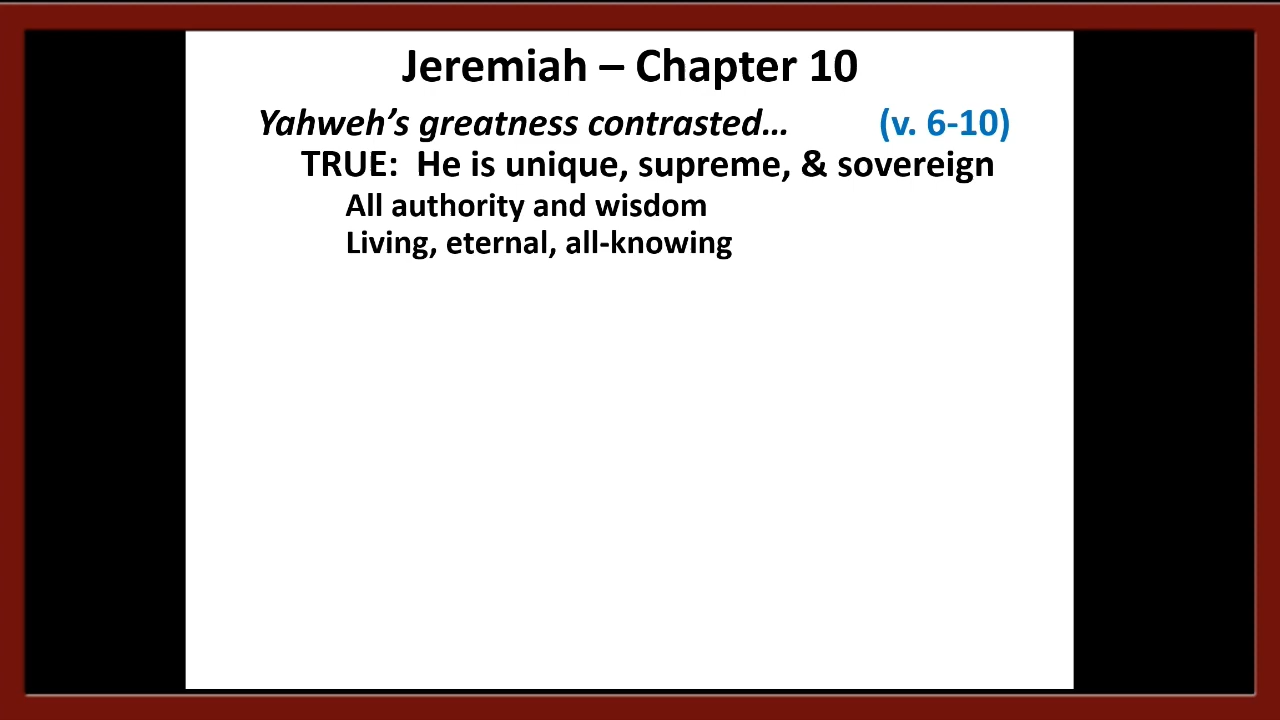 Jeremiah – Chapter 10
Yahweh’s greatness contrasted… (v. 6-10)
TRUE: He is unique, supreme, & sovereign
All authority and wisdom
Living, eternal, all-knowing